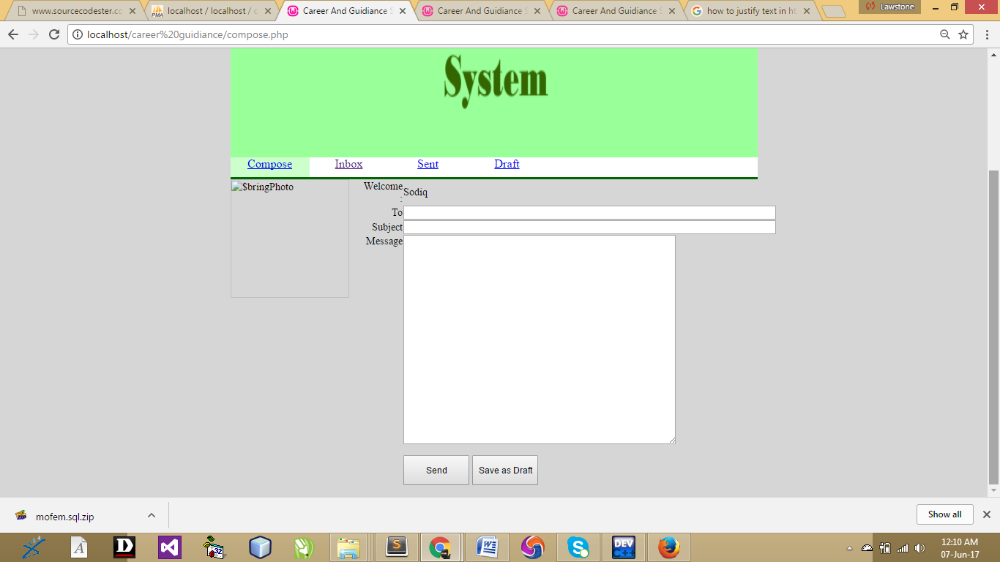 www.sourcecodester.cc
localhost / localhost / c
Career And Guidiance S
Career And Guidiance S
Career And Guidiance S
how to justify text in ht
Lawstone
localhost/career%20guidiance/compose.php
System
Compose Inbox Sent Draft
$bringPhoto
Welcome
:
Sodiq
To
Subject
Message
Send Save as Draft
mofem.sql.zip
Show all
12:10 AM
07-Jun-17